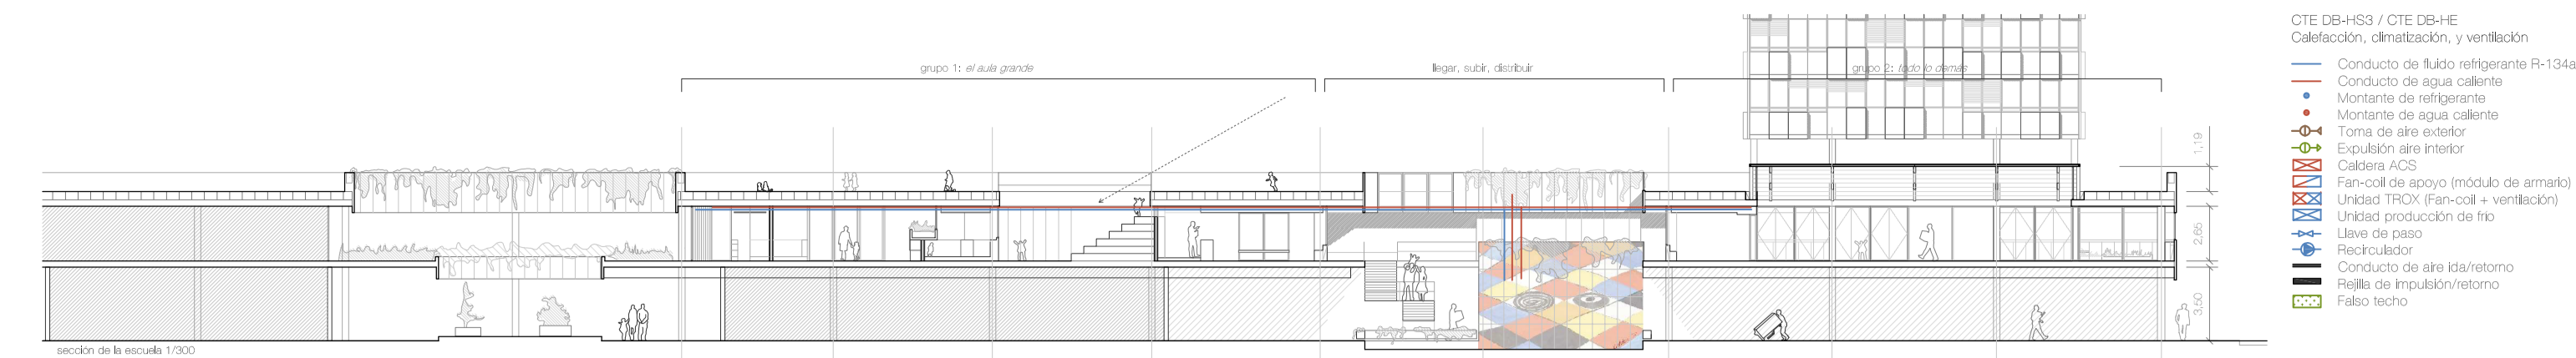 CTE DB-HS3 / CTE DB-HE
Calefacción, climatización, y ventilación
Conducto de fluido refrigerante R-134a
Conducto de agua caliente
Montante de refrigerante
Montante de agua caliente
Toma de aire exterior
Expulsión aire interior
Caldera ACS
Fan-coil de apoyo (módulo de armario)
Unidad TROX (Fan-coil + ventilación)
Unidad producción de frio
Llave de paso
Recirculador
Conducto de aire ida/retorno
Rejilla de impulsión/retorno
Falso techo
grupo 1: el aula grande
llegar, subir, distribuir
grupo 2: todo lo demás
1,19
2,65
3,50
sección de la escuela 1/300